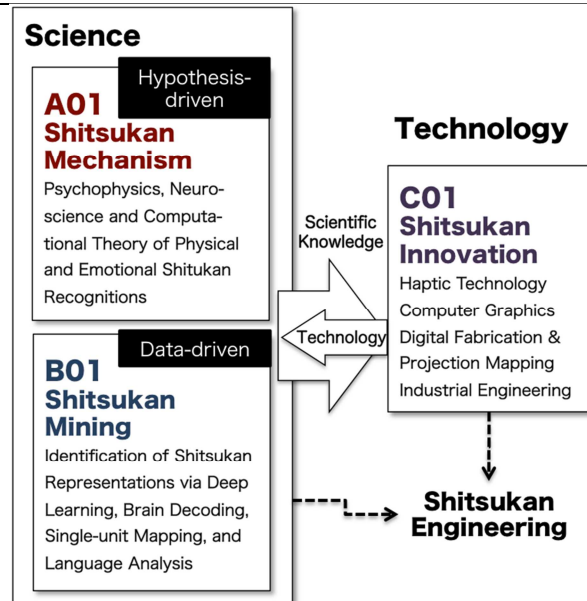 Science
Hypothesis-
driven
A01
Shitsukan
Mechanism
Psychophysics, Neuro-
science and Computa-
tional Theory of Physical
and Emotional Shitukan
Recognitions
Data-driven
B01
Shitsukan
Mining
Identification of Shitsukan
Representations via Deep
Learning, Brain Decoding,
Single-unit Mapping, and
Language Analysis
Scientific
Knowledge
Technology
Technology
C01
Shitsukan
Innovation
Haptic Technology
Computer Graphics
Digital Fabrication &
Projection Mapping
Industrial Engineering
Shitsukan
Engineering